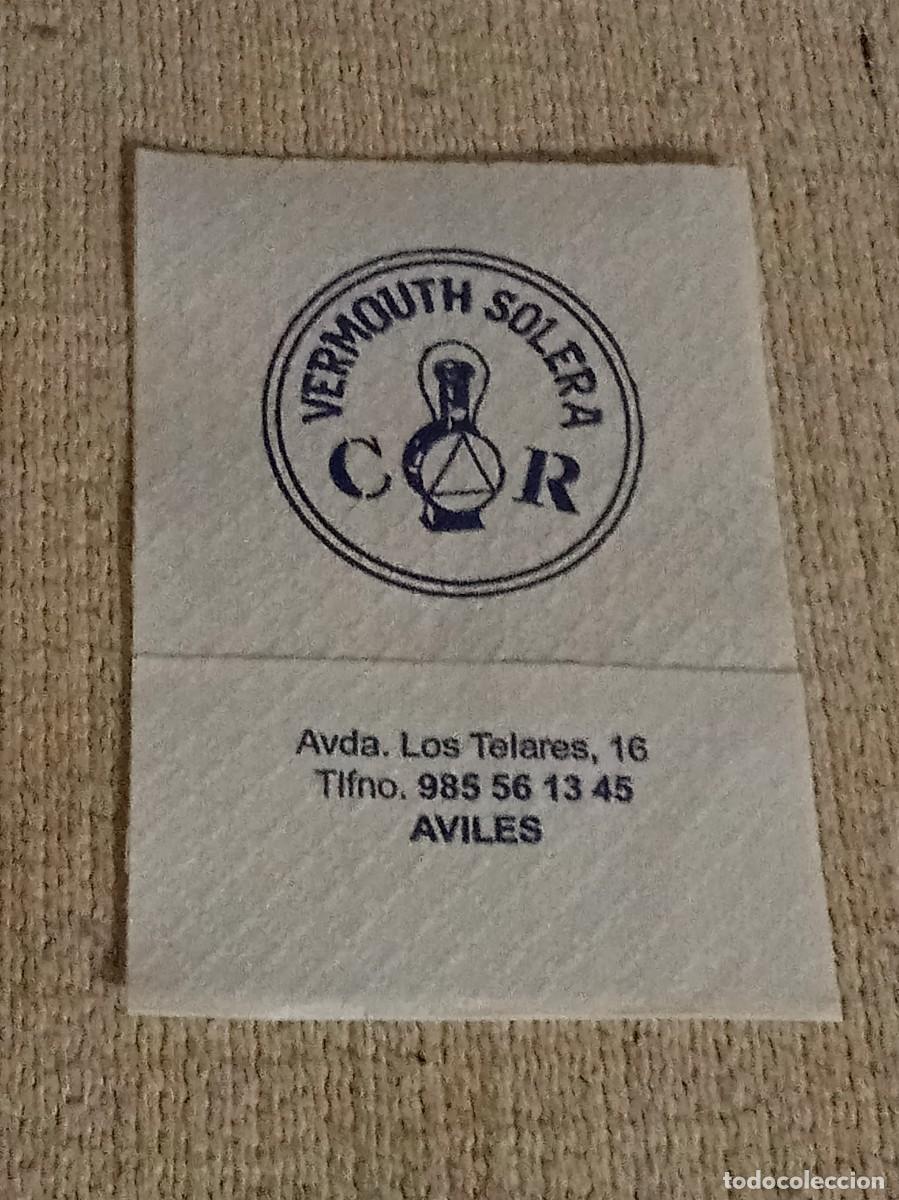 VERMOUTH SOLERA
C R
Avda. Los Telares, 16
Tlfno. 985 56 13 45
AVILES
todocoleccion